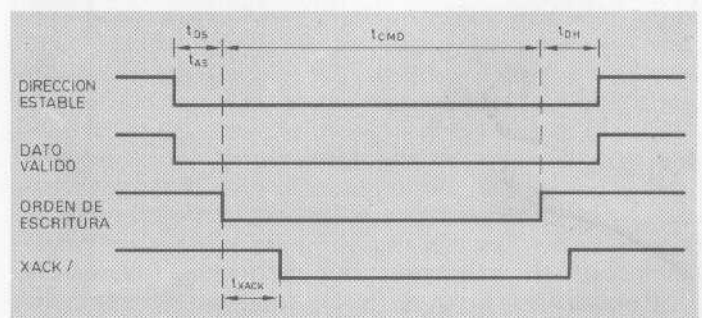 tDS
tAS
tCMD
tDH
DIRECCION
ESTABLE
DATO
VALIDO
ORDEN DE
ESCRITURA
XACK /
tXACK